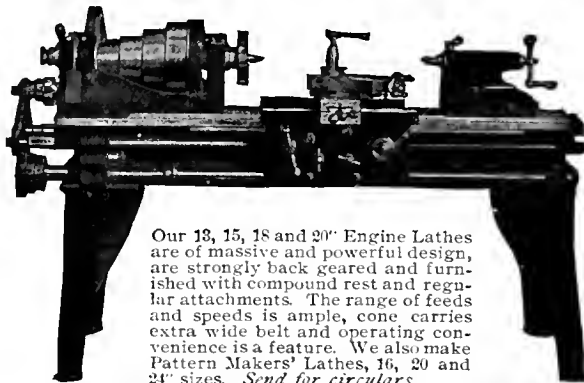 Our 13, 15, 18 and 20" Engine Lathes
are of massive and powerful design,
are strongly back geared and furn-
ished with compound rest and regu-
lar attachments. The range of feeds
and speeds is ample, cone carries
extra wide belt and operating con-
venience is a feature. We also make
Pattern Makers' Lathes, 16, 20 and
24" sizes. Send for circulars